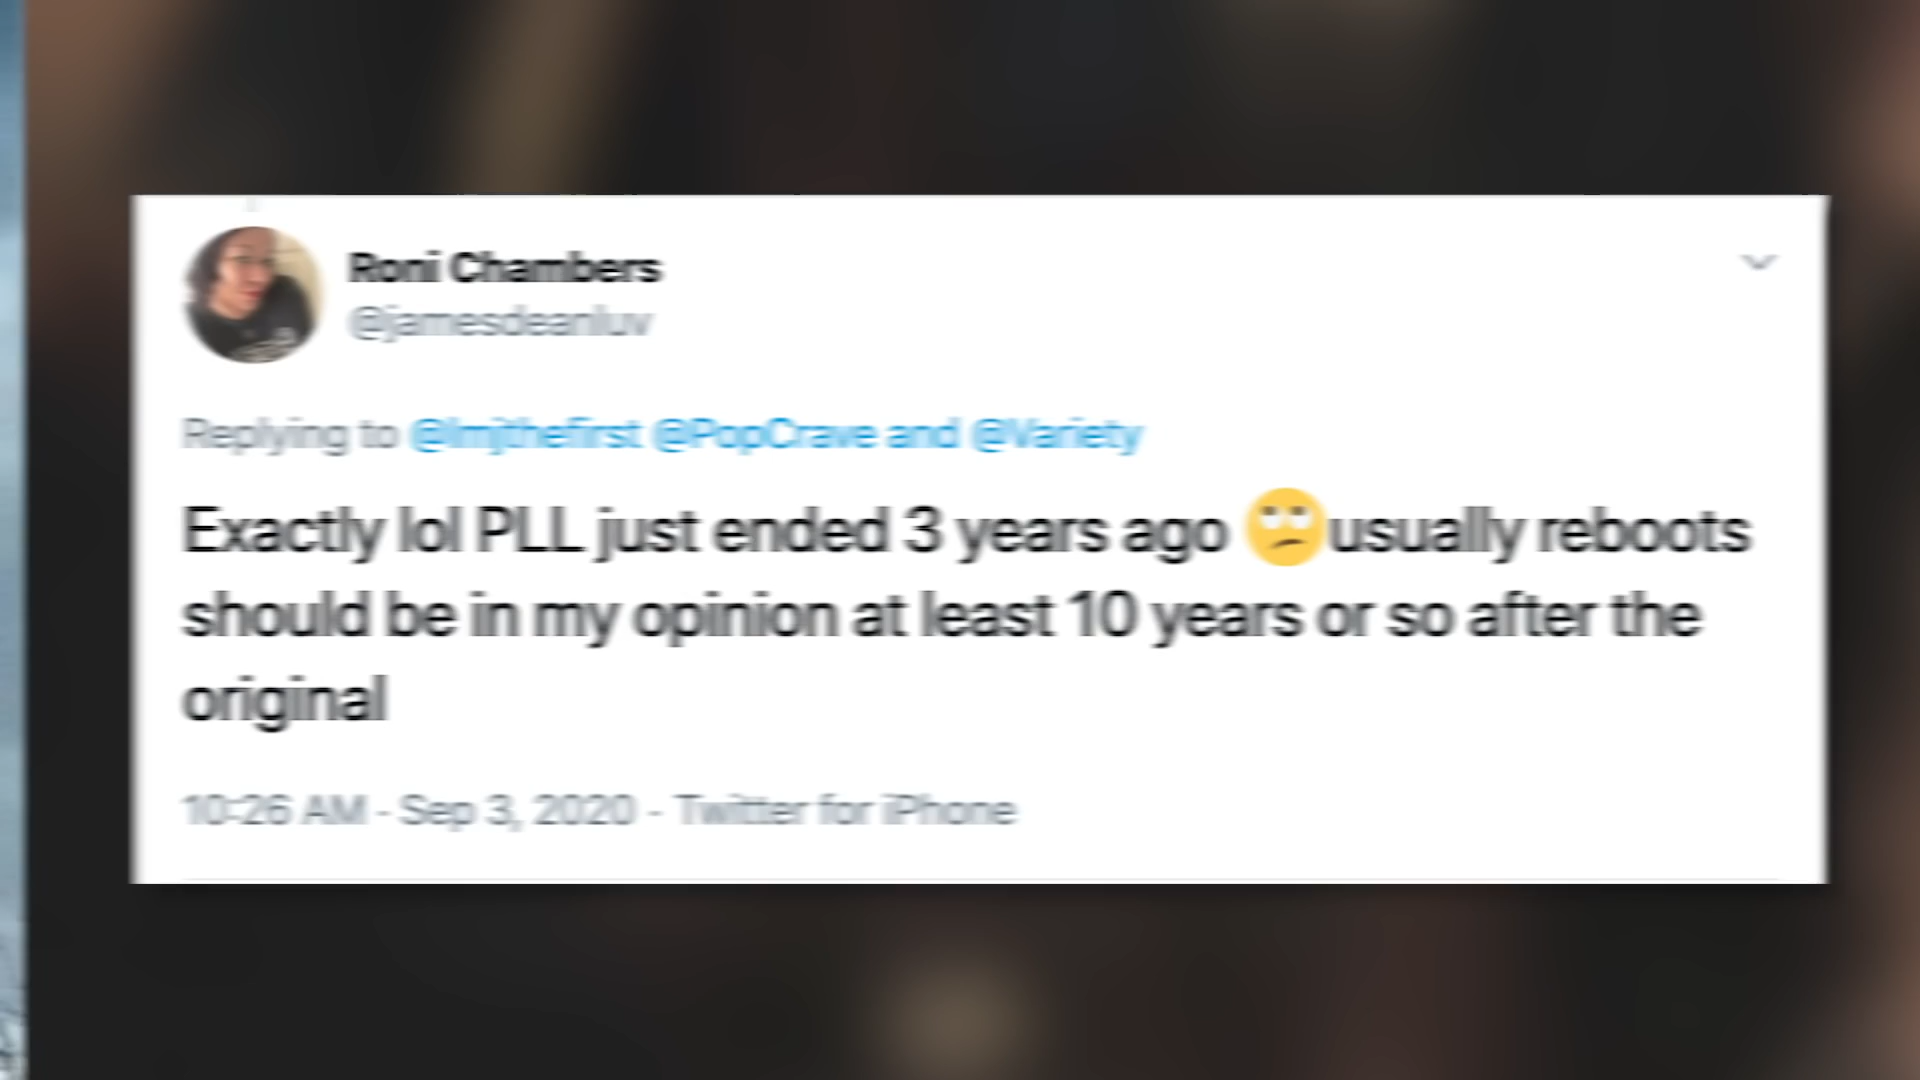 Roni Chambers
@jamesdeanluv
Replying to @Imjthefirst @PopCrave and @Variety
Exactly lol PLL just ended 3 years ago 🙄usually reboots
should be in my opinion at least 10 years or so after the
original
10:26 AM · Sep 3, 2020 · Twitter for iPhone